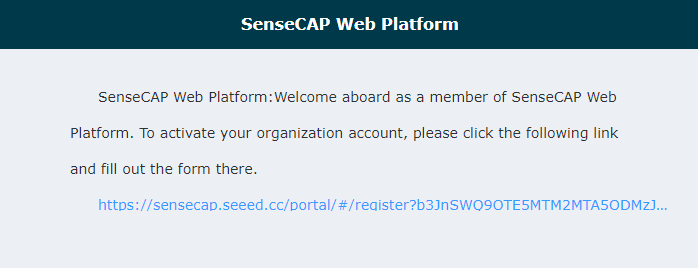 SenseCAP Web Platform
SenseCAP Web Platform:Welcome aboard as a member of SenseCAP Web
Platform. To activate your organization account, please click the following link
and fill out the form there.
https://sensecap.seeed.cc/portal/#/register?b3JnSWQ9OTE5MTM2MTA5ODMzJ...